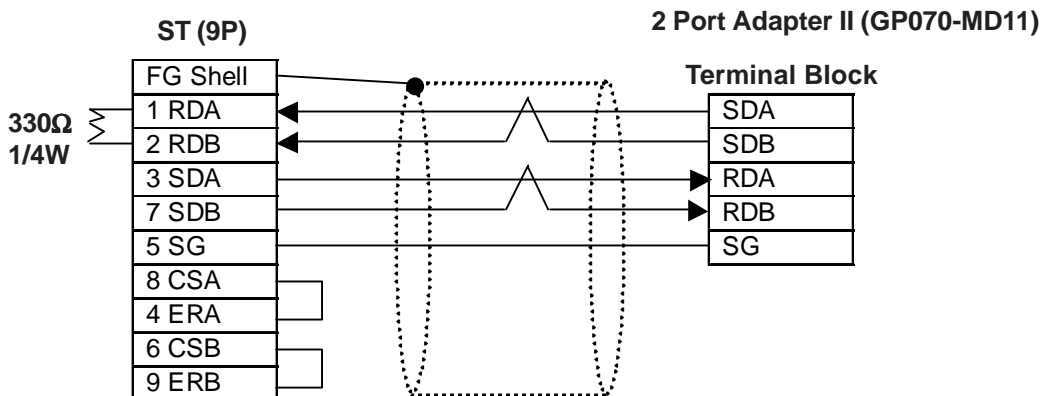 2 Port Adapter II (GP070-MD11)
ST (9P)
Terminal Block
FG Shell
1 RDA
2 RDB
3 SDA
7 SDB
5 SG
8 CSA
4 ERA
6 CSB
9 ERB
330Ω
1/4W
SDA
SDB
RDA
RDB
SG